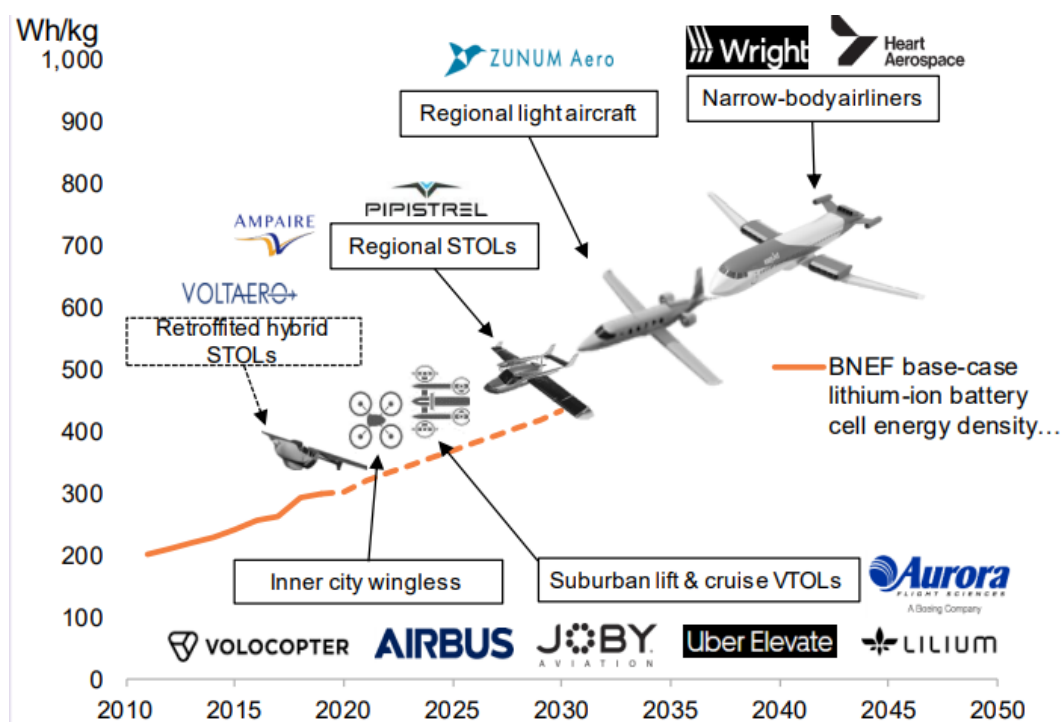 Wh/kg
1,000
900
800
700
600
500
400
300
200
100
0
2010 2015 2020 2025 2030 2035 2040 2045 2050
ZUNUM Aero
Wright
Heart
Aerospace
Regional light aircraft
Narrow-bodyairliners
AMPAIRE
PIPISTREL
Regional STOLs
VOLTAERO
Retroffited hybrid
STOLs
BNEF base-case
lithium-ion battery
cell energy density…
Inner city wingless
Suburban lift & cruise VTOLs
Aurora
FLIGHT SCIENCES
A Boeing Company
VOLOCOPTER
AIRBUS
JOBY
AVIATION
Uber Elevate
LILIUM